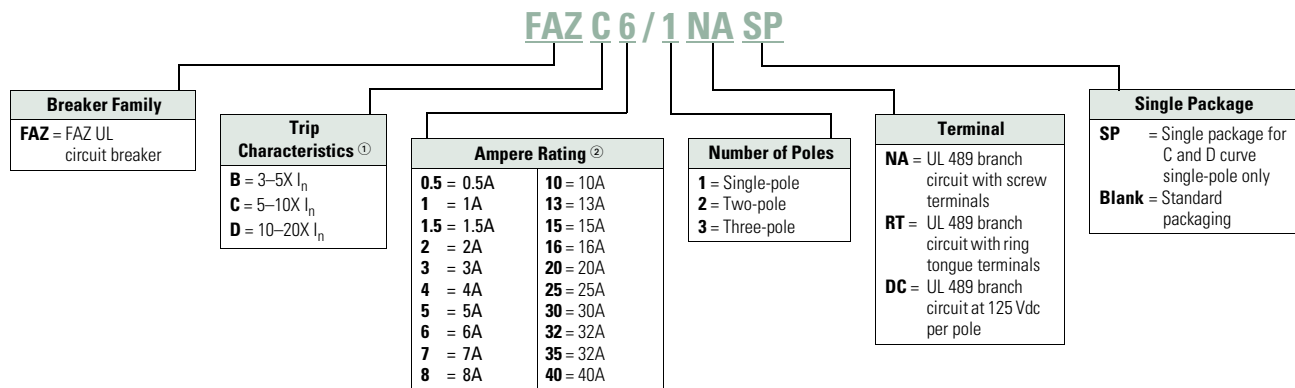 FAZ C 6 / 1 NA SP
Breaker Family
FAZ = FAZ UL
circuit breaker
Trip
Characteristics ①
B = 3–5X In
C = 5–10X In
D = 10–20X In
Ampere Rating ②
0.5 = 0.5A
1 = 1A
1.5 = 1.5A
2 = 2A
3 = 3A
4 = 4A
5 = 5A
6 = 6A
7 = 7A
8 = 8A
10 = 10A
13 = 13A
15 = 15A
16 = 16A
20 = 20A
25 = 25A
30 = 30A
32 = 32A
35 = 32A
40 = 40A
Number of Poles
1 = Single-pole
2 = Two-pole
3 = Three-pole
Terminal
NA = UL 489 branch
circuit with screw
terminals
RT = UL 489 branch
circuit with ring
tongue terminals
DC = UL 489 branch
circuit at 125 Vdc
per pole
Single Package
SP = Single package for
C and D curve
single-pole only
Blank = Standard
packaging